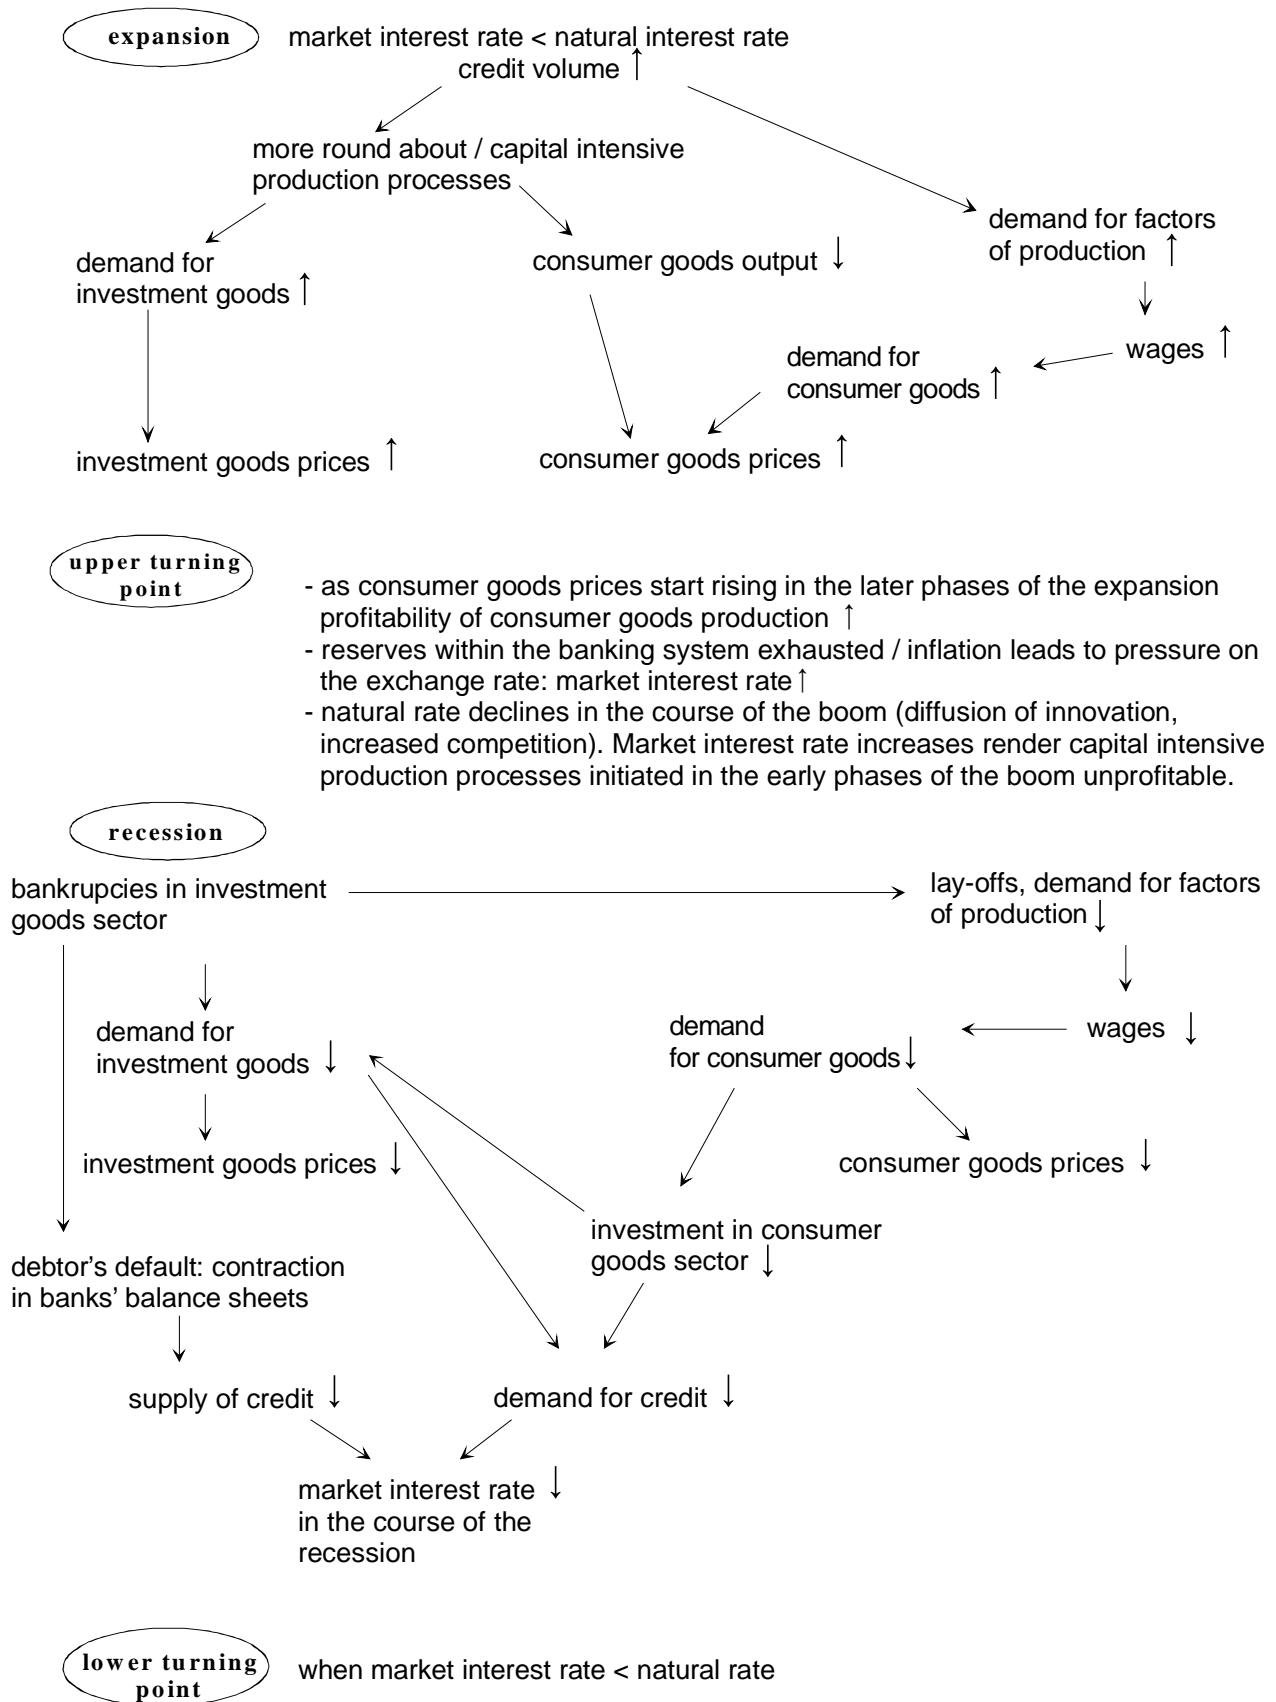 expansion
market interest rate < natural interest rate
credit volume ↑
more round about / capital intensive
production processes
demand for factors
of production ↑
demand for
investment goods ↑
consumer goods output ↓
wages ↑
demand for
consumer goods ↑
investment goods prices ↑
consumer goods prices ↑
upper turning
point
- as consumer goods prices start rising in the later phases of the expansion
profitability of consumer goods production ↑
- reserves within the banking system exhausted / inflation leads to pressure on
the exchange rate: market interest rate ↑
- natural rate declines in the course of the boom (diffusion of innovation,
increased competition). Market interest rate increases render capital intensive
production processes initiated in the early phases of the boom unprofitable.
recession
bankrupcies in investment
goods sector
lay-offs, demand for factors
of production ↓
demand for
investment goods ↓
demand
for consumer goods ↓
wages ↓
investment goods prices ↓
consumer goods prices ↓
investment in consumer
goods sector ↓
debtor's default: contraction
in banks' balance sheets
supply of credit ↓
demand for credit ↓
market interest rate ↓
in the course of the
recession
lower turning
point
when market interest rate < natural rate